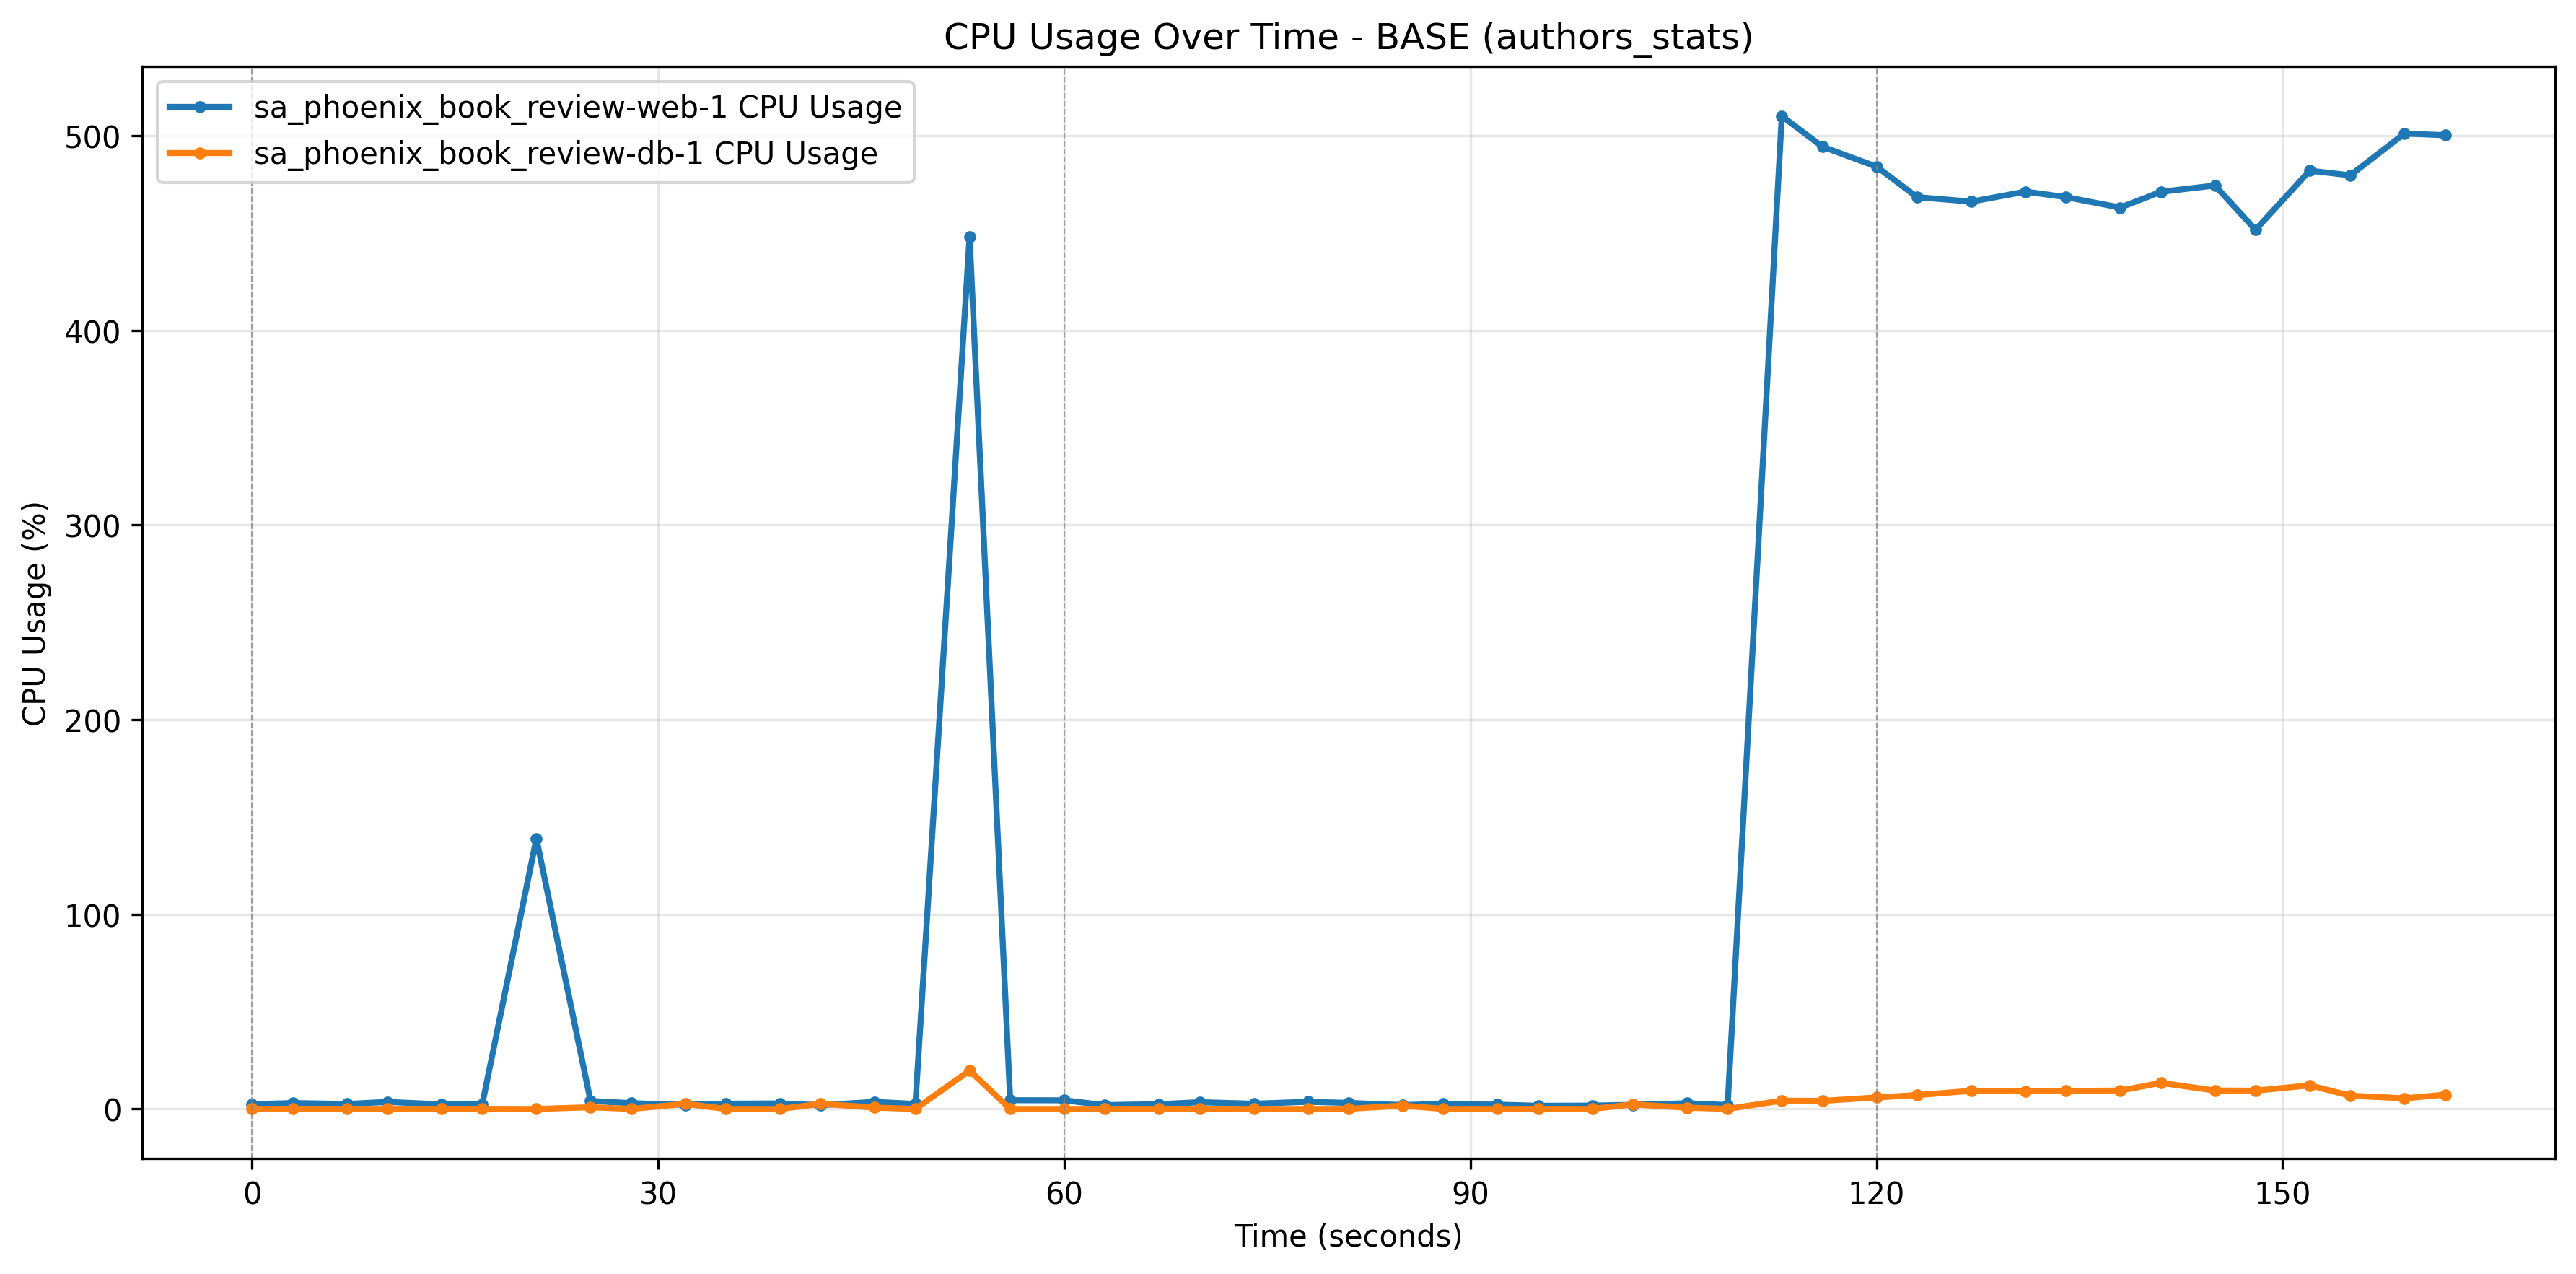 CPU Usage Over Time - BASE (authors_stats)
sa_phoenix_book_review-web-1 CPU Usage
sa_phoenix_book_review-db-1 CPU Usage
CPU Usage (%)
500
400
300
200
100
0
0 30 60 90 120 150
Time (seconds)